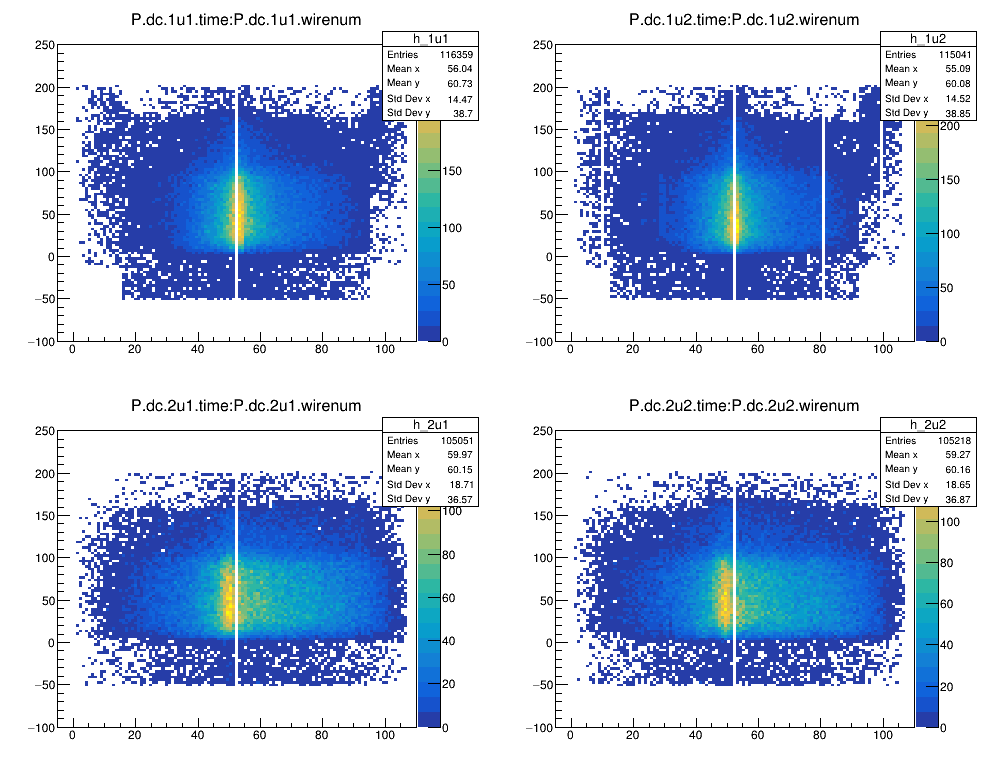 P.dc.1u1.time:P.dc.1u1.wirenum
h_1u1
Entries 116359
Mean x 56.04
Mean y 60.73
Std Dev x 14.47
Std Dev y 38.7
250
200
150
100
50
0
−50
−100
0 20 40 60 80 100
150
100
50
0
P.dc.1u2.time:P.dc.1u2.wirenum
h_1u2
Entries 115041
Mean x 55.09
Mean y 60.08
Std Dev x 14.52
Std Dev y 38.85
250
200
150
100
50
0
−50
−100
0 20 40 60 80 100
200
150
100
50
0
P.dc.2u1.time:P.dc.2u1.wirenum
h_2u1
Entries 105051
Mean x 59.97
Mean y 60.15
Std Dev x 18.71
Std Dev y 36.57
250
200
150
100
50
0
−50
−100
0 20 40 60 80 100
100
80
60
40
20
0
P.dc.2u2.time:P.dc.2u2.wirenum
h_2u2
Entries 105218
Mean x 59.27
Mean y 60.16
Std Dev x 18.65
Std Dev y 36.87
250
200
150
100
50
0
−50
−100
0 20 40 60 80 100
100
80
60
40
20
0